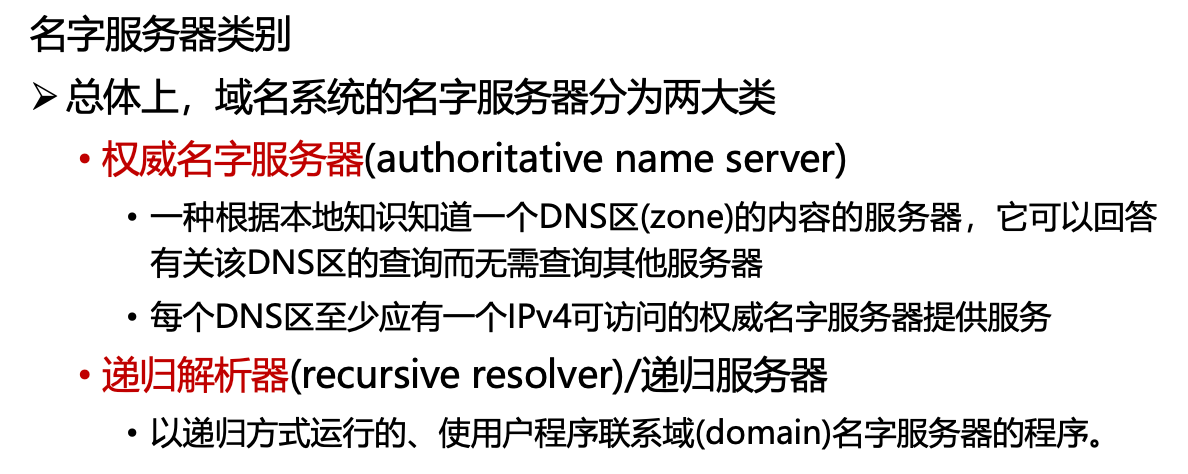 名字服务器类别
➢ 总体上，域名系统的名字服务器分为两大类
• 权威名字服务器(authoritative name server)
• 一种根据本地知识知道一个DNS区(zone)的内容的服务器，它可以回答
有关该DNS区的查询而无需查询其他服务器
• 每个DNS区至少应有一个IPv4可访问的权威名字服务器提供服务
• 递归解析器(recursive resolver)/递归服务器
• 以递归方式运行的、使用户程序联系域(domain)名字服务器的程序。